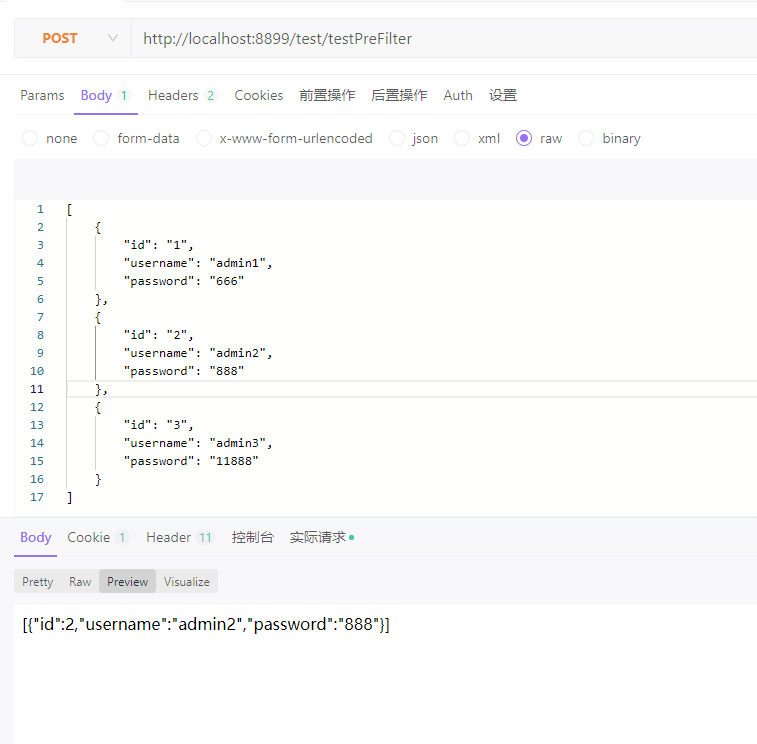 POST http://localhost:8899/test/testPreFilter
Params Body 1 Headers 2 Cookies 前置操作 后置操作 Auth 设置
none form-data x-www-form-urlencoded json xml raw binary
1 [
2 {
3 "id": "1",
4 "username": "admin1",
5 "password": "666"
6 },
7 {
8 "id": "2",
9 "username": "admin2",
10 "password": "888"
11 },
12 {
13 "id": "3",
14 "username": "admin3",
15 "password": "11888"
16 }
17 ]
Body Cookie 1 Header 11 控制台 实际请求
Pretty Raw Preview Visualize
[{"id":2,"username":"admin2","password":"888"}]